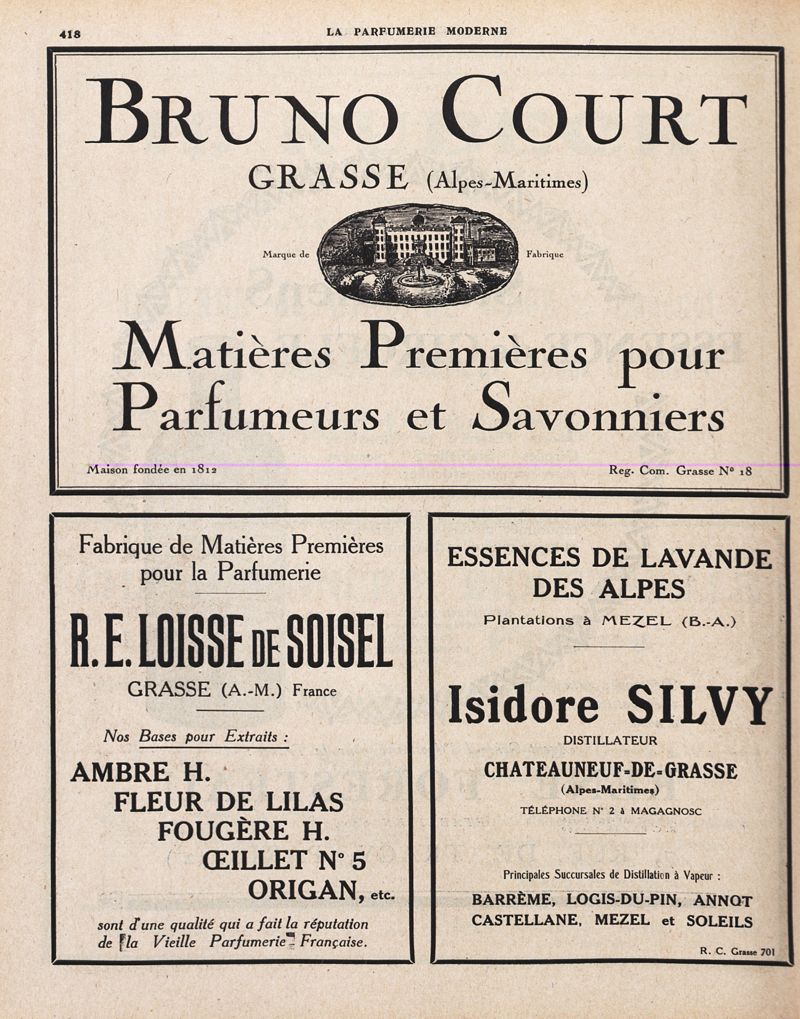 418
LA PARFUMERIE MODERNE
BRUNO COURT
GRASSE (Alpes-Maritimes)
Marque de Fabrique
Matières Premières pour
Parfumeurs et Savonniers
Maison fondée en 1812
Reg. Com. Grasse N° 18
Fabrique de Matières Premières
pour la Parfumerie
R. E. LOISSE DE SOISEL
GRASSE (A.-M.) France
Nos Bases pour Extraits :
AMBRE H.
FLEUR DE LILAS
FOUGÈRE H.
ŒILLET N° 5
ORIGAN, etc.
sont d'une qualité qui a fait la réputation
de la Vieille Parfumerie Française.
ESSENCES DE LAVANDE
DES ALPES
Plantations à MEZEL (B.-A.)
Isidore SILVY
DISTILLATEUR
CHATEAUNEUF-DE-GRASSE
(Alpes-Maritimes)
TÉLÉPHONE N° 2 à MAGAGNOSC
Principales Succursales de Distillation à Vapeur :
BARRÈME, LOGIS-DU-PIN, ANNOT
CASTELLANE, MEZEL et SOLEILS
R. C. Grasse 701